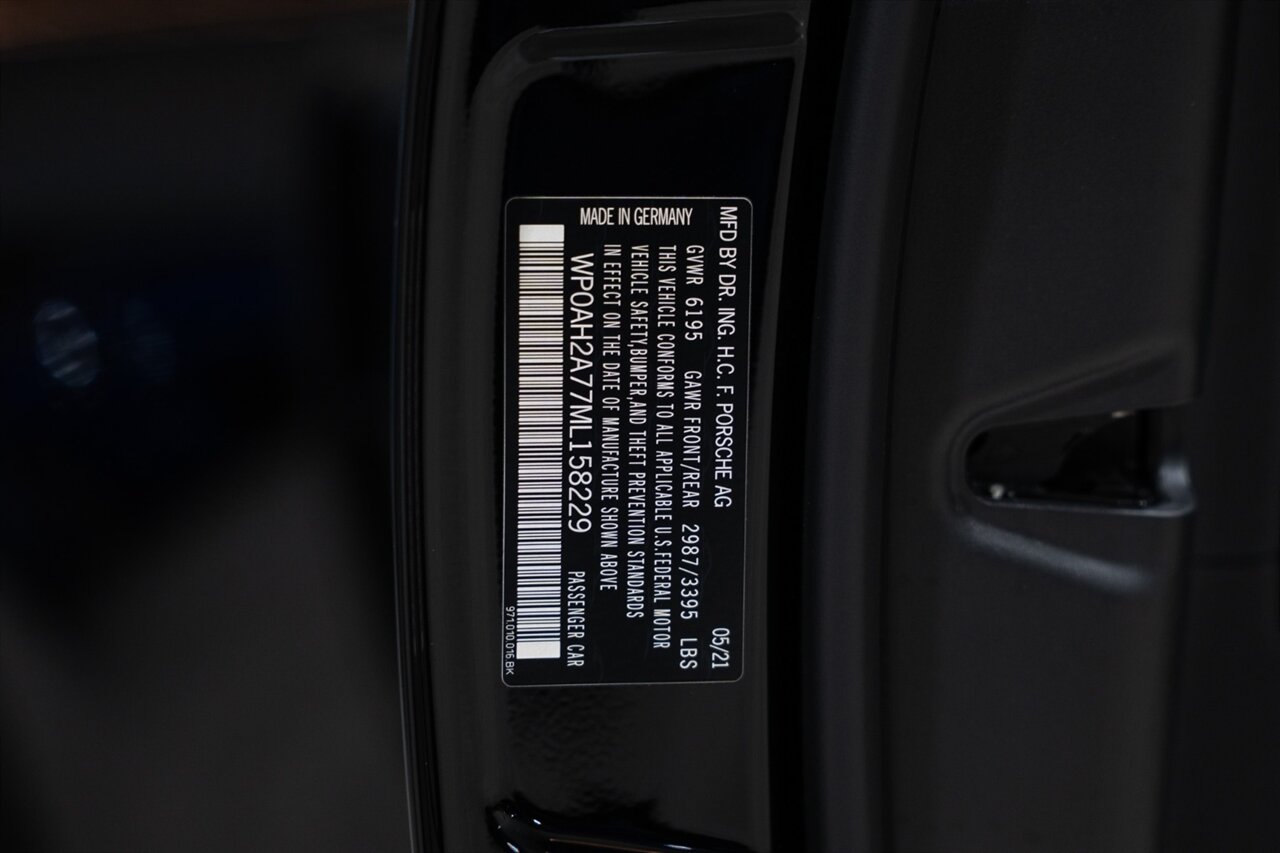 MFD BY DR. ING. H.C. F. PORSCHE AG 05/21
GVWR 6195 GAWR FRONT/REAR 2987/3395 LBS
THIS VEHICLE CONFORMS TO ALL APPLICABLE U.S.FEDERAL MOTOR
VEHICLE SAFETY,BUMPER,AND THEFT PREVENTION STANDARDS
IN EFFECT ON THE DATE OF MANUFACTURE SHOWN ABOVE
WP0AH2A77ML158229 PASSENGER CAR
MADE IN GERMANY
971.010.016.BK